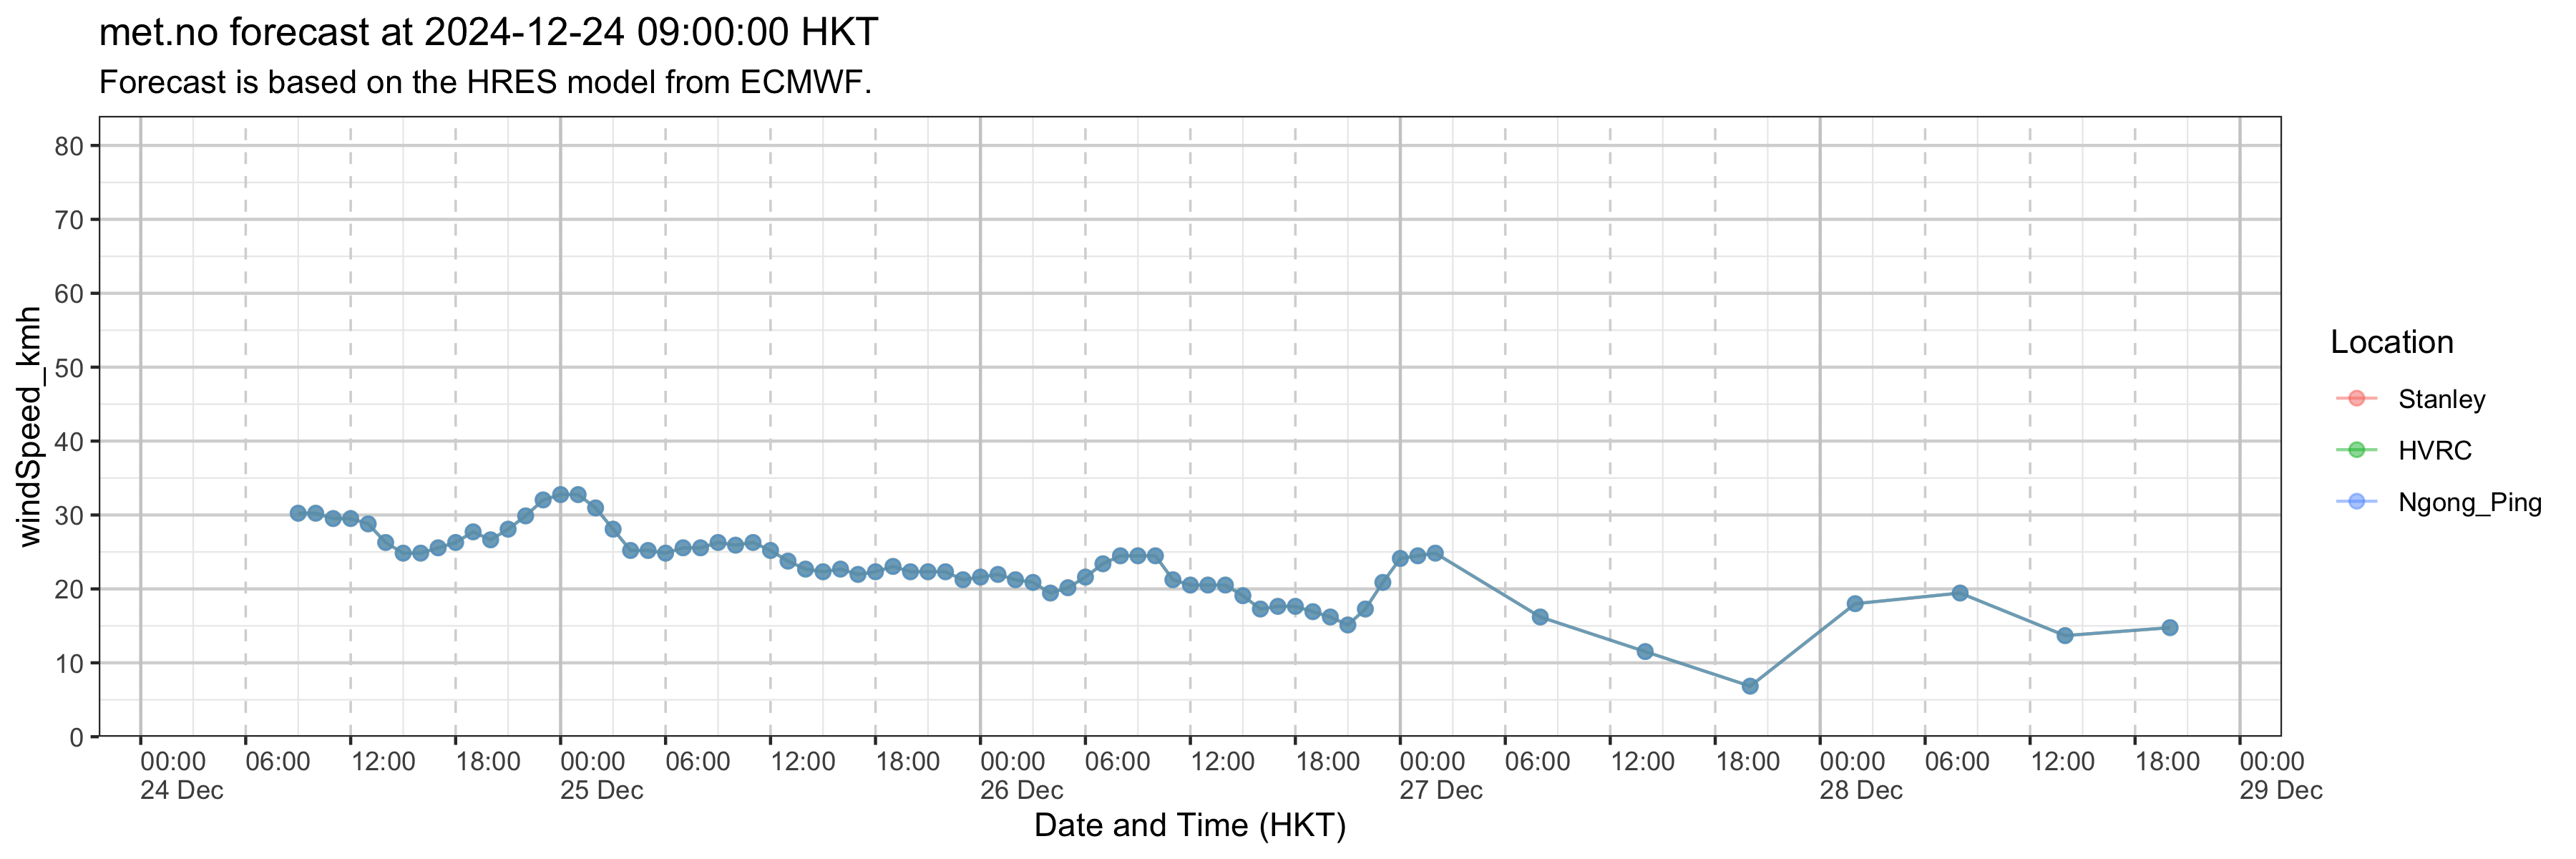 met.no forecast at 2024-12-24 09:00:00 HKT
Forecast is based on the HRES model from ECMWF.
windSpeed_kmh
80
70
60
50
40
30
20
10
0
00:00 06:00 12:00 18:00 00:00 06:00 12:00 18:00 00:00 06:00 12:00 18:00 00:00 06:00 12:00 18:00 00:00 06:00 12:00 18:00 00:00
24 Dec 25 Dec 26 Dec 27 Dec 28 Dec 29 Dec
Date and Time (HKT)
Location
Stanley
HVRC
Ngong_Ping